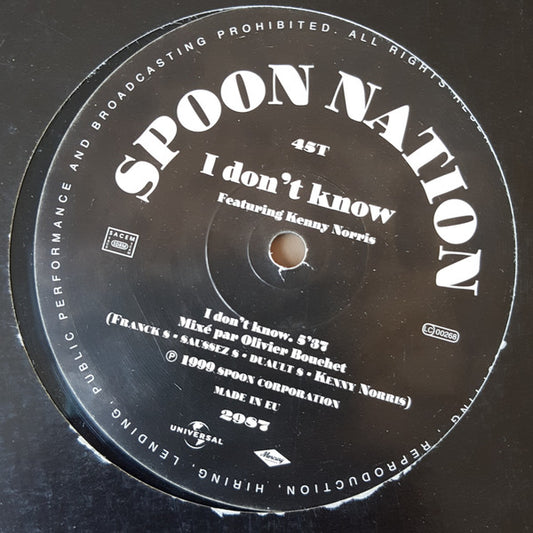 SPOON NATION
45T
I don't know
Featuring Kenny Norris
SACEM
I don't know. 5'37
Mixé par Olivier Bouchet
(FRANCK S • SAUSSEZ S • DUAULT S • KENNY NORRIS)
Ⓟ 1999 SPOON CORPORATION
MADE IN EU
2987
UNIVERSAL
Mercury
LC 00268
REPRODUCTION, HIRING, LENDING, PUBLIC PERFORMANCE AND BROADCASTING PROHIBITED. ALL RIGHTS